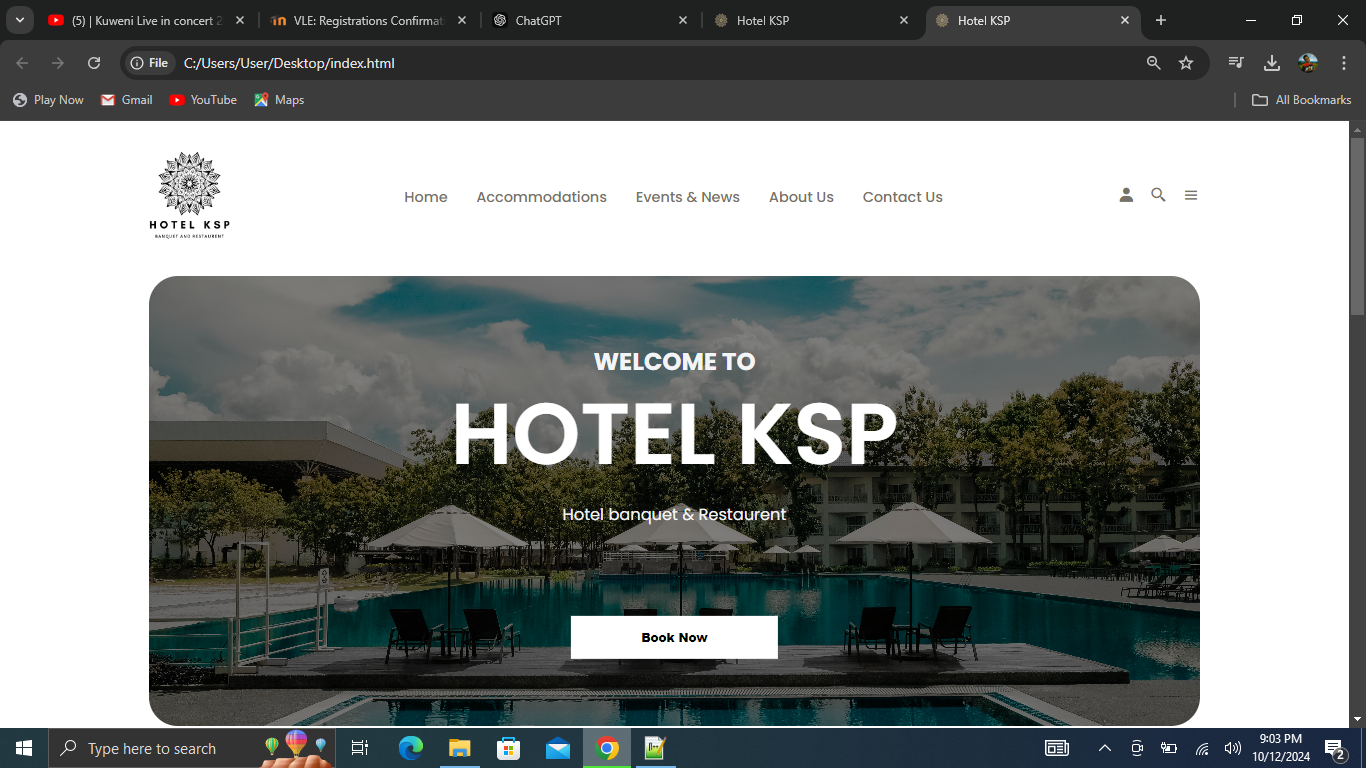 (5) | Kuweni Live in concert 2
VLE: Registrations Confirmati
ChatGPT
Hotel KSP
Hotel KSP
File
C:/Users/User/Desktop/index.html
Play Now
Gmail
YouTube
Maps
All Bookmarks
HOTEL KSP
BANQUET AND RESTAURENT
Home
Accommodations
Events & News
About Us
Contact Us
WELCOME TO
HOTEL KSP
Hotel banquet & Restaurent
Book Now
Type here to search
9:03 PM
10/12/2024
2